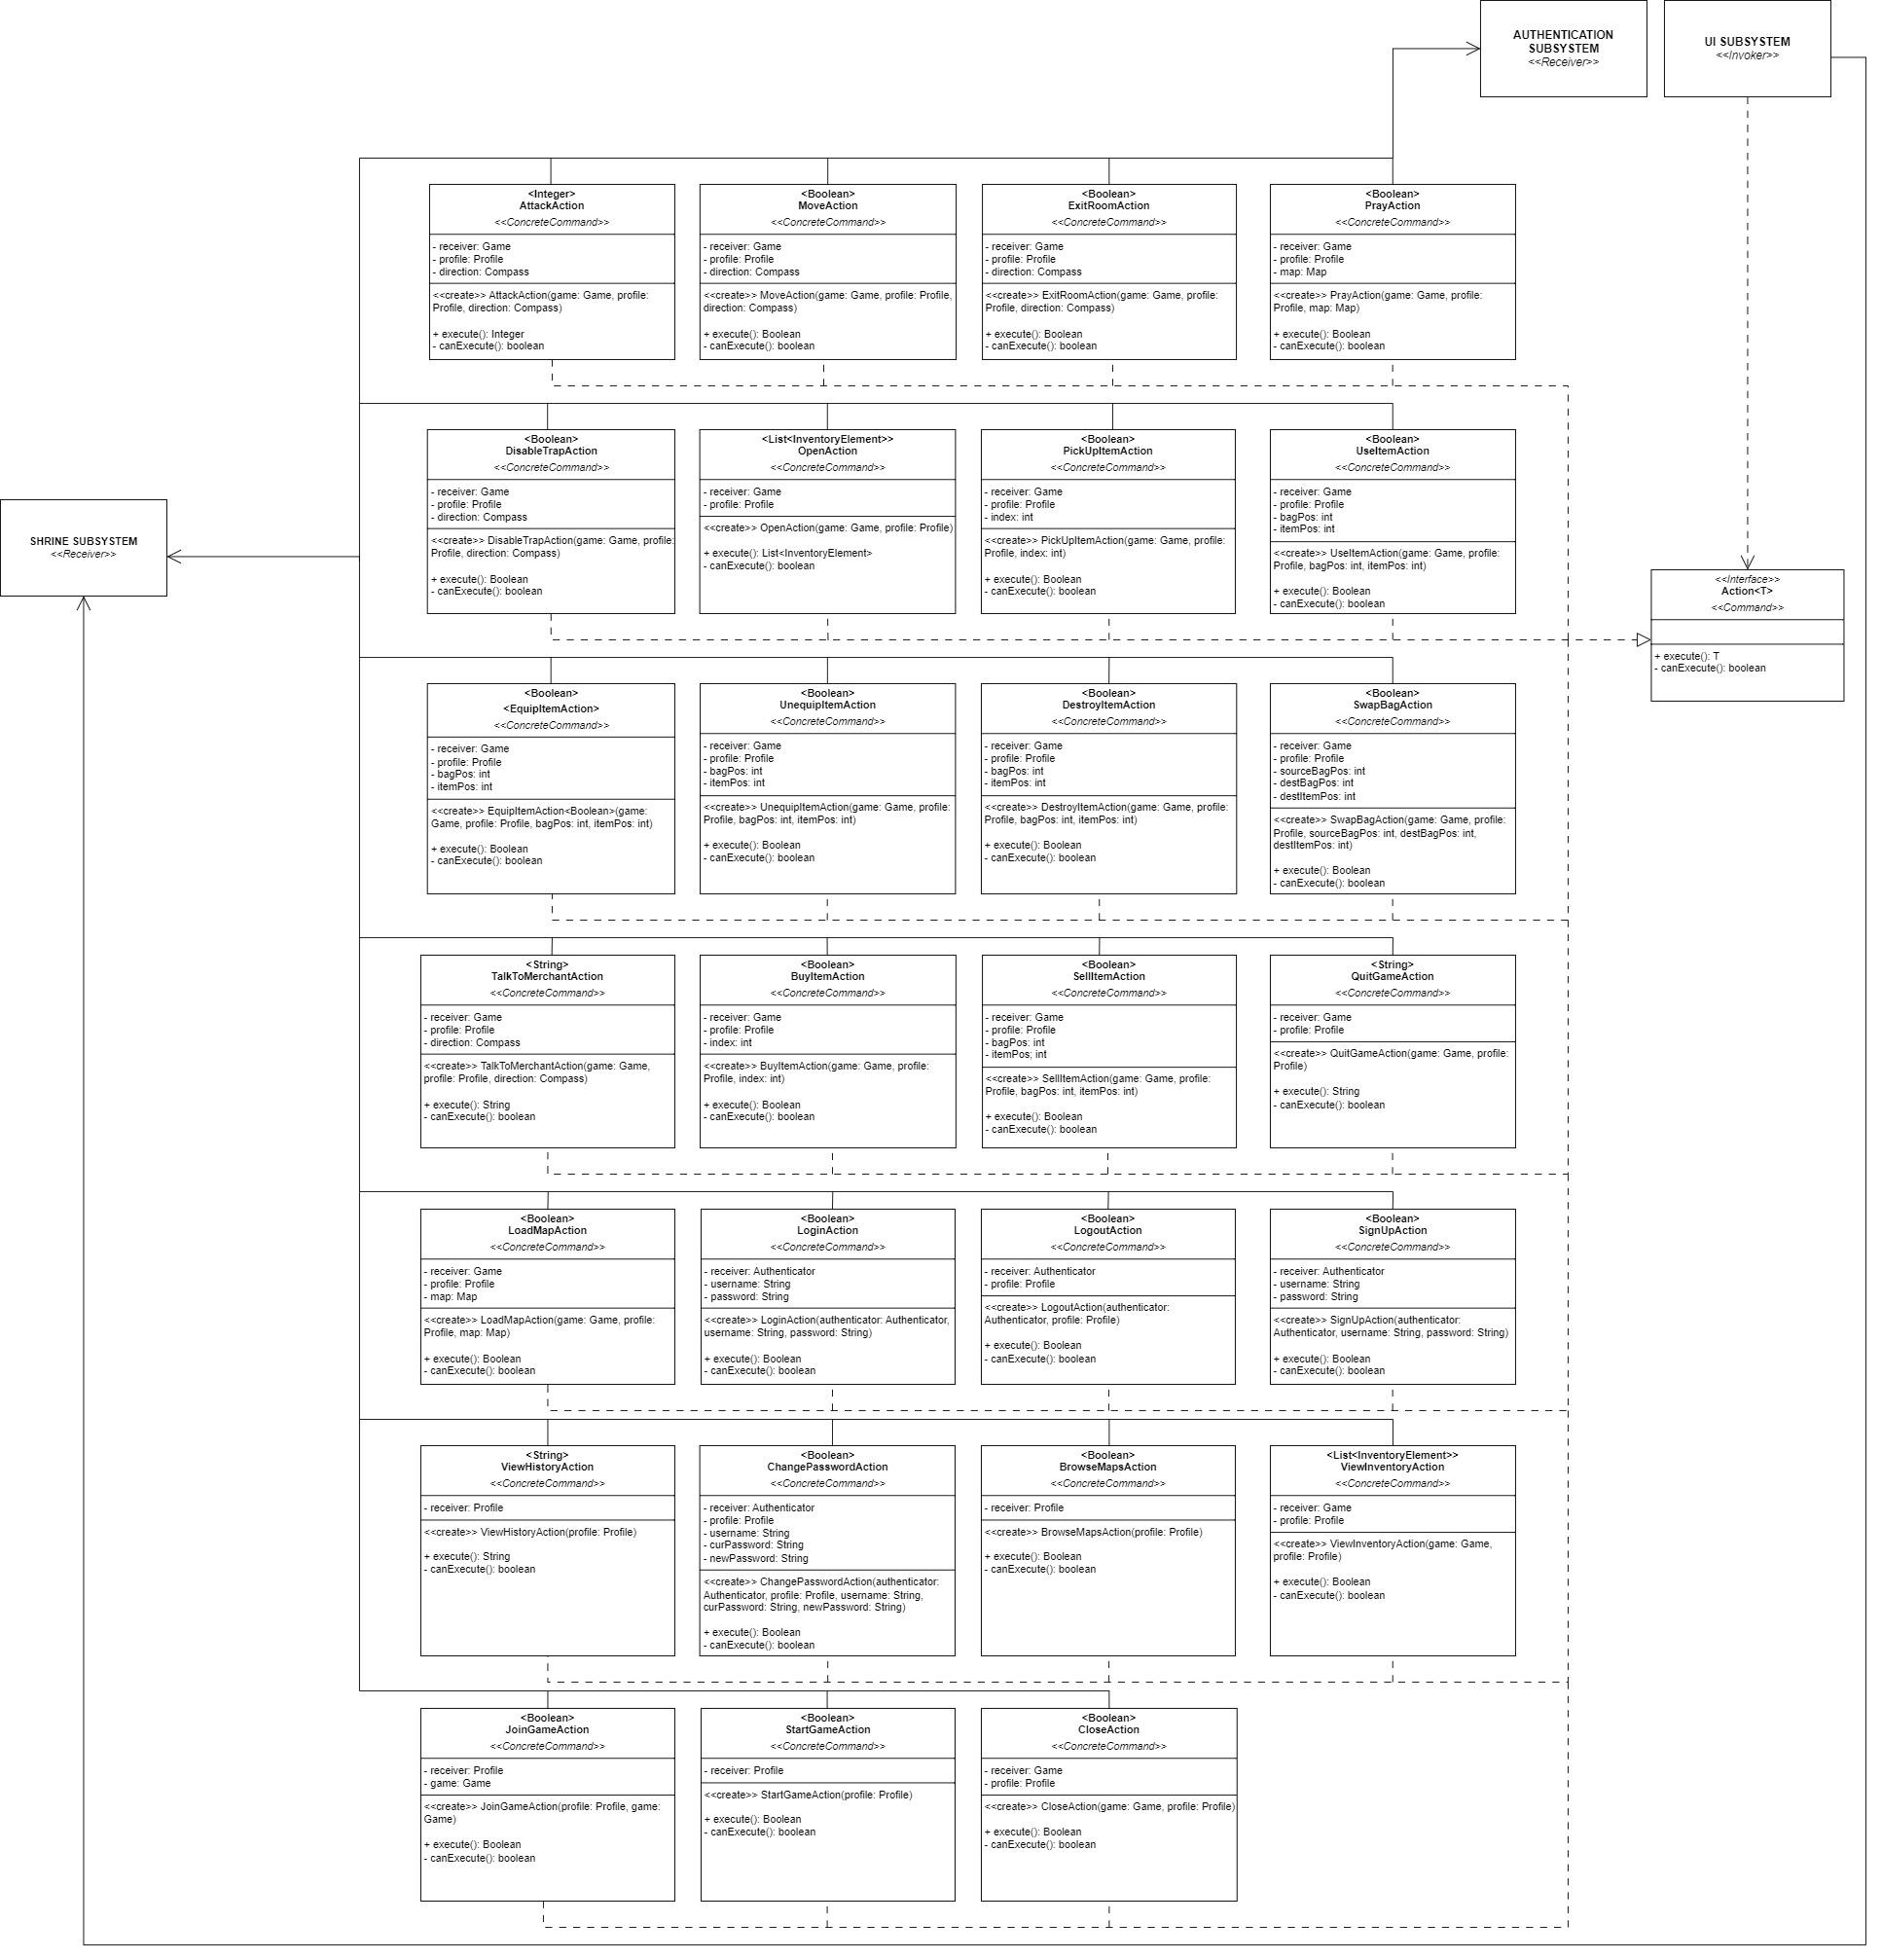 AUTHENTICATION
SUBSYSTEM
<<Receiver>>
UI SUBSYSTEM
<<Invoker>>
<Integer>
AttackAction
<<ConcreteCommand>>
- receiver: Game
- profile: Profile
- direction: Compass
<<create>> AttackAction(game: Game, profile:
Profile, direction: Compass)
+ execute(): Integer
- canExecute(): boolean
<Boolean>
MoveAction
<<ConcreteCommand>>
- receiver: Game
- profile: Profile
- direction: Compass
<<create>> MoveAction(game: Game, profile: Profile,
direction: Compass)
+ execute(): Boolean
- canExecute(): boolean
<Boolean>
ExitRoomAction
<<ConcreteCommand>>
- receiver: Game
- profile: Profile
- direction: Compass
<<create>> ExitRoomAction(game: Game, profile:
Profile, direction: Compass)
+ execute(): Boolean
- canExecute(): boolean
<Boolean>
PrayAction
<<ConcreteCommand>>
- receiver: Game
- profile: Profile
- map: Map
<<create>> PrayAction(game: Game, profile:
Profile, map: Map)
+ execute(): Boolean
- canExecute(): boolean
<Boolean>
DisableTrapAction
<<ConcreteCommand>>
- receiver: Game
- profile: Profile
- direction: Compass
<<create>> DisableTrapAction(game: Game, profile:
Profile, direction: Compass)
+ execute(): Boolean
- canExecute(): boolean
<List<InventoryElement>>
OpenAction
<<ConcreteCommand>>
- receiver: Game
- profile: Profile
<<create>> OpenAction(game: Game, profile: Profile)
+ execute(): List<InventoryElement>
- canExecute(): boolean
<Boolean>
PickUpItemAction
<<ConcreteCommand>>
- receiver: Game
- profile: Profile
- index: int
<<create>> PickUpItemAction(game: Game, profile:
Profile, index: int)
+ execute(): Boolean
- canExecute(): boolean
<Boolean>
UseItemAction
<<ConcreteCommand>>
- receiver: Game
- profile: Profile
- bagPos: int
- itemPos: int
<<create>> UseItemAction(game: Game, profile:
Profile, bagPos: int, itemPos: int)
+ execute(): Boolean
- canExecute(): boolean
SHRINE SUBSYSTEM
<<Receiver>>
<<Interface>>
Action<T>
<<Command>>
+ execute(): T
- canExecute(): boolean
<Boolean>
<EquipItemAction>
<<ConcreteCommand>>
- receiver: Game
- profile: Profile
- bagPos: int
- itemPos: int
<<create>> EquipItemAction<Boolean>(game:
Game, profile: Profile, bagPos: int, itemPos: int)
+ execute(): Boolean
- canExecute(): boolean
<Boolean>
UnequipItemAction
<<ConcreteCommand>>
- receiver: Game
- profile: Profile
- bagPos: int
- itemPos: int
<<create>> UnequipItemAction(game: Game, profile:
Profile, bagPos: int, itemPos: int)
+ execute(): Boolean
- canExecute(): boolean
<Boolean>
DestroyItemAction
<<ConcreteCommand>>
- receiver: Game
- profile: Profile
- bagPos: int
- itemPos: int
<<create>> DestroyItemAction(game: Game, profile:
Profile, bagPos: int, itemPos: int)
+ execute(): Boolean
- canExecute(): boolean
<Boolean>
SwapBagAction
<<ConcreteCommand>>
- receiver: Game
- profile: Profile
- sourceBagPos: int
- destBagPos: int
- destItemPos: int
<<create>> SwapBagAction(game: Game, profile:
Profile, sourceBagPos: int, destBagPos: int,
destItemPos: int)
+ execute(): Boolean
- canExecute(): boolean
<String>
TalkToMerchantAction
<<ConcreteCommand>>
- receiver: Game
- profile: Profile
- direction: Compass
<<create>> TalkToMerchantAction(game: Game,
profile: Profile, direction: Compass)
+ execute(): String
- canExecute(): boolean
<Boolean>
BuyItemAction
<<ConcreteCommand>>
- receiver: Game
- profile: Profile
- index: int
<<create>> BuyItemAction(game: Game, profile:
Profile, index: int)
+ execute(): Boolean
- canExecute(): boolean
<Boolean>
SellItemAction
<<ConcreteCommand>>
- receiver: Game
- profile: Profile
- bagPos: int
- itemPos; int
<<create>> SellItemAction(game: Game, profile:
Profile, bagPos: int, itemPos: int)
+ execute(): Boolean
- canExecute(): boolean
<String>
QuitGameAction
<<ConcreteCommand>>
- receiver: Game
- profile: Profile
<<create>> QuitGameAction(game: Game, profile:
Profile)
+ execute(): String
- canExecute(): boolean
<Boolean>
LoadMapAction
<<ConcreteCommand>>
- receiver: Game
- profile: Profile
- map: Map
<<create>> LoadMapAction(game: Game, profile:
Profile, map: Map)
+ execute(): Boolean
- canExecute(): boolean
<Boolean>
LoginAction
<<ConcreteCommand>>
- receiver: Authenticator
- username: String
- password: String
<<create>> LoginAction(authenticator: Authenticator,
username: String, password: String)
+ execute(): Boolean
- canExecute(): boolean
<Boolean>
LogoutAction
<<ConcreteCommand>>
- receiver: Authenticator
- profile: Profile
<<create>> LogoutAction(authenticator:
Authenticator, profile: Profile)
+ execute(): Boolean
- canExecute(): boolean
<Boolean>
SignUpAction
<<ConcreteCommand>>
- receiver: Authenticator
- username: String
- password: String
<<create>> SignUpAction(authenticator:
Authenticator, username: String, password: String)
+ execute(): Boolean
- canExecute(): boolean
<String>
ViewHistoryAction
<<ConcreteCommand>>
- receiver: Profile
<<create>> ViewHistoryAction(profile: Profile)
+ execute(): String
- canExecute(): boolean
<Boolean>
ChangePasswordAction
<<ConcreteCommand>>
- receiver: Authenticator
- profile: Profile
- username: String
- curPassword: String
- newPassword: String
<<create>> ChangePasswordAction(authenticator:
Authenticator, profile: Profile, username: String,
curPassword: String, newPassword: String)
+ execute(): Boolean
- canExecute(): boolean
<Boolean>
BrowseMapsAction
<<ConcreteCommand>>
- receiver: Profile
<<create>> BrowseMapsAction(profile: Profile)
+ execute(): Boolean
- canExecute(): boolean
<List<InventoryElement>>
ViewInventoryAction
<<ConcreteCommand>>
- receiver: Game
- profile: Profile
<<create>> ViewInventoryAction(game: Game,
profile: Profile)
+ execute(): Boolean
- canExecute(): boolean
<Boolean>
JoinGameAction
<<ConcreteCommand>>
- receiver: Profile
- game: Game
<<create>> JoinGameAction(profile: Profile, game:
Game)
+ execute(): Boolean
- canExecute(): boolean
<Boolean>
StartGameAction
<<ConcreteCommand>>
- receiver: Profile
<<create>> StartGameAction(profile: Profile)
+ execute(): Boolean
- canExecute(): boolean
<Boolean>
CloseAction
<<ConcreteCommand>>
- receiver: Game
- profile: Profile
<<create>> CloseAction(game: Game, profile: Profile)
+ execute(): Boolean
- canExecute(): boolean